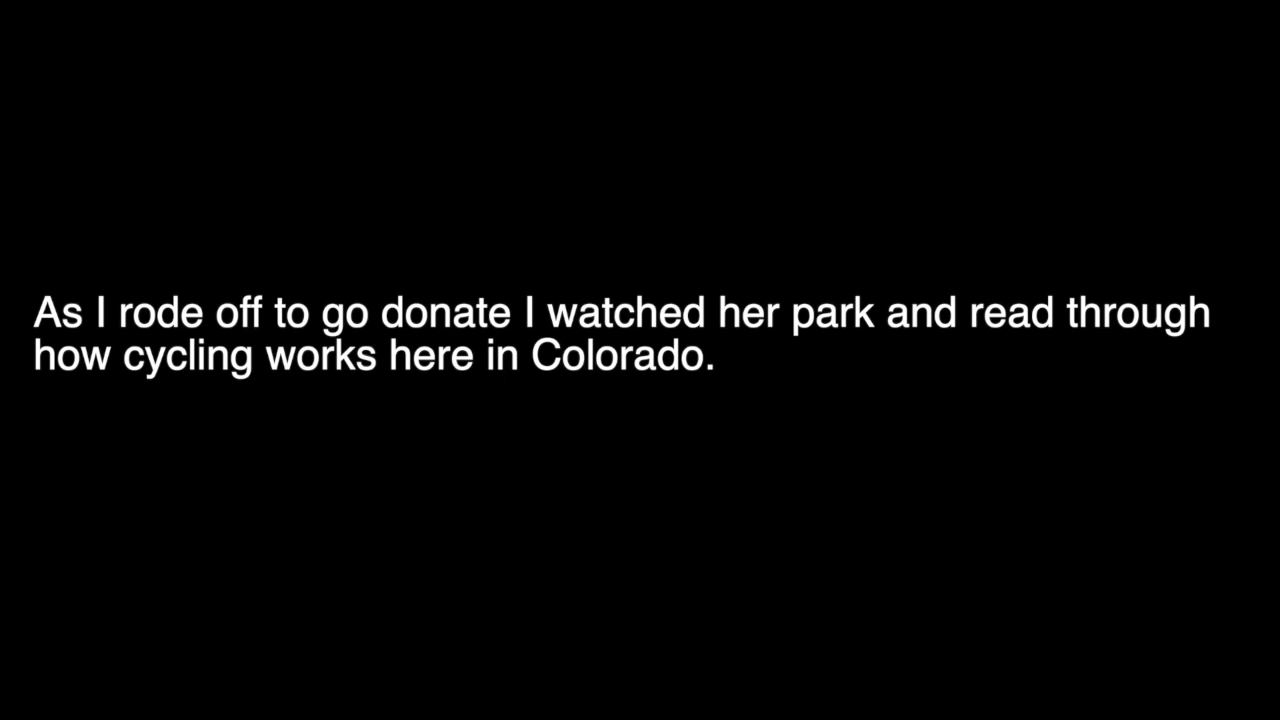 As I rode off to go donate I watched her park and read through
how cycling works here in Colorado.